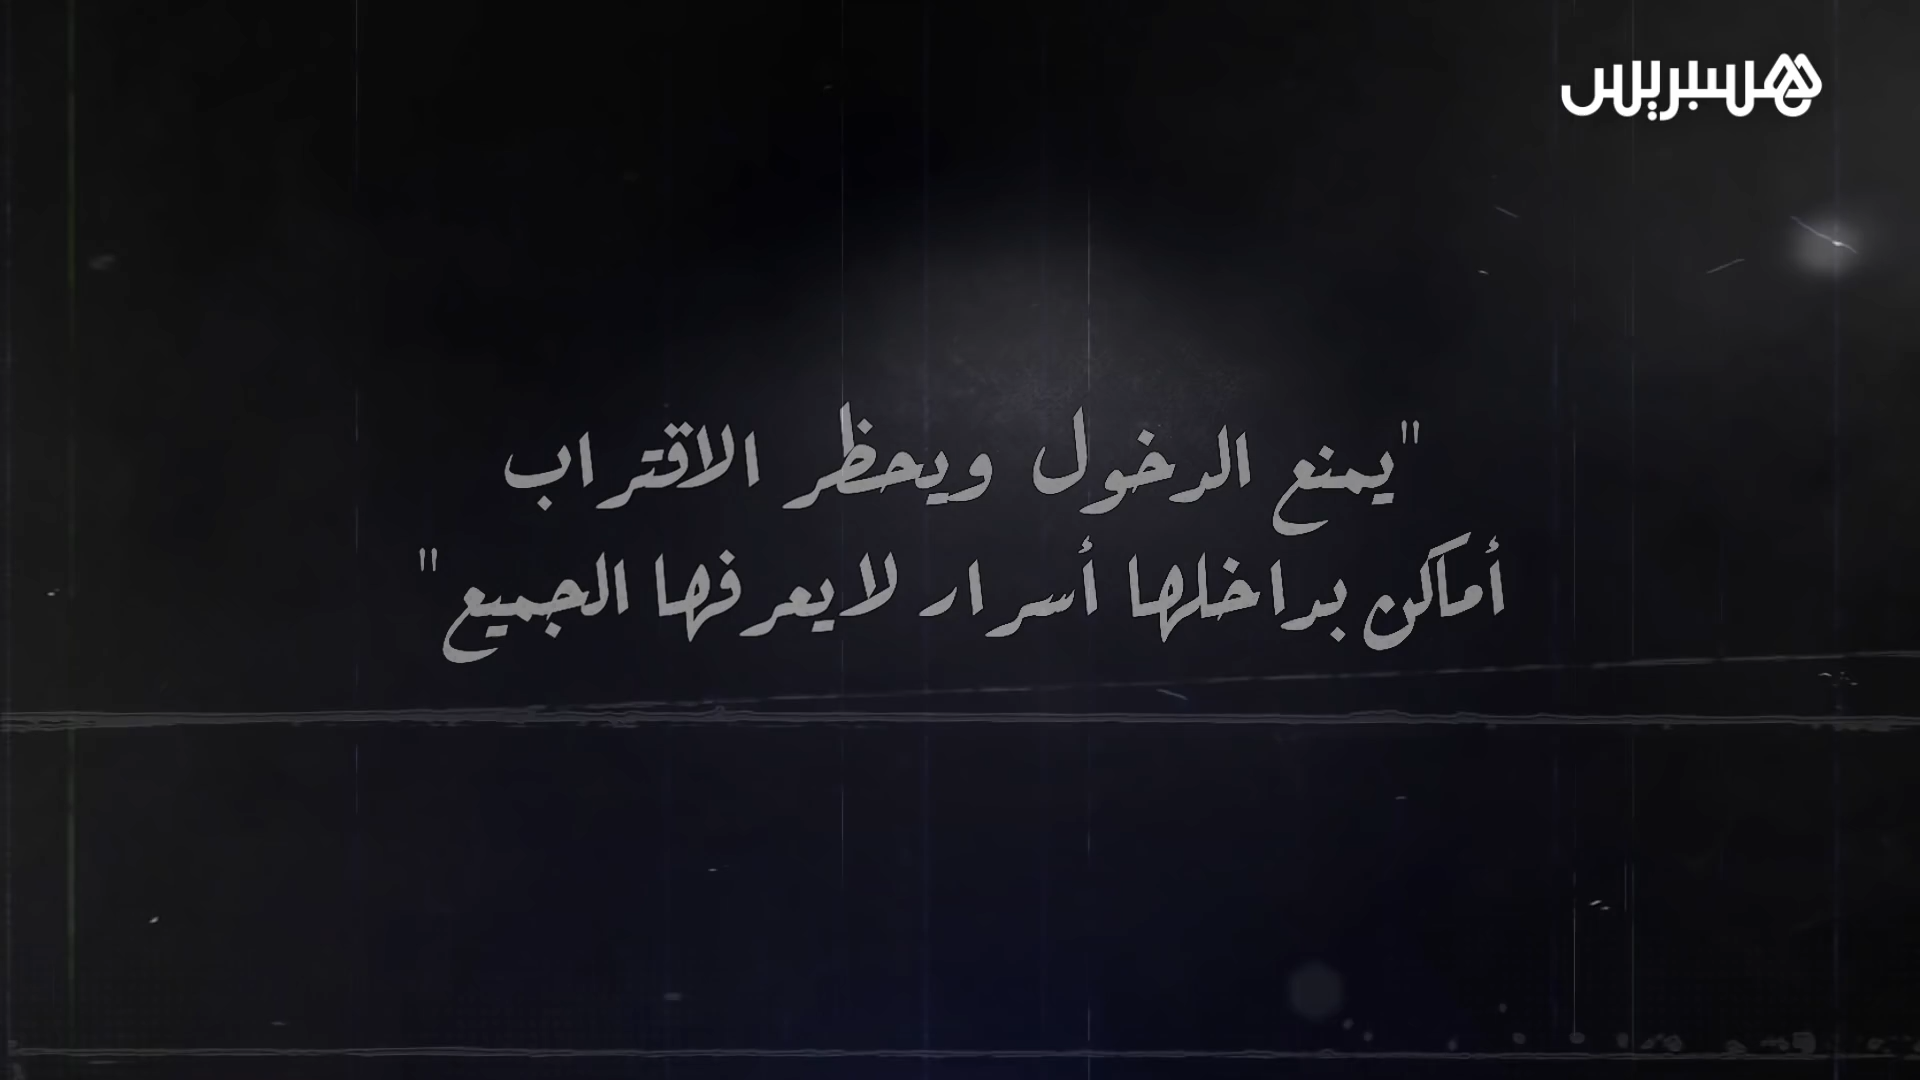 هسبريس
"يمنع الدخول ويحظر الاقتراب
أماكن بداخلها أسرار لايعرفها الجميع"